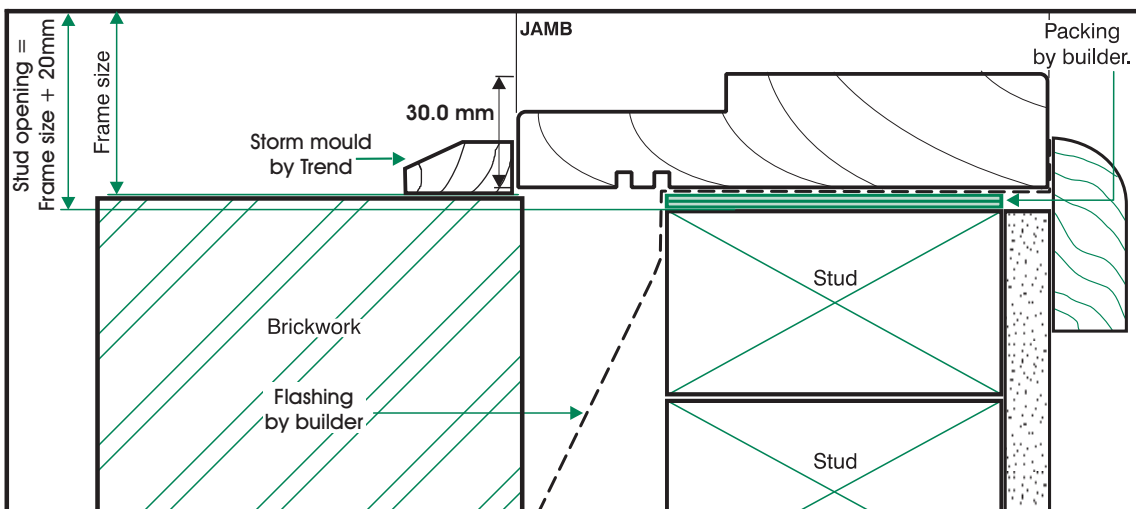 Stud opening =
Frame size + 20mm
Frame size
JAMB
30.0 mm
Storm mould
by Trend
Packing
by builder.
Brickwork
Flashing
by builder
Stud
Stud